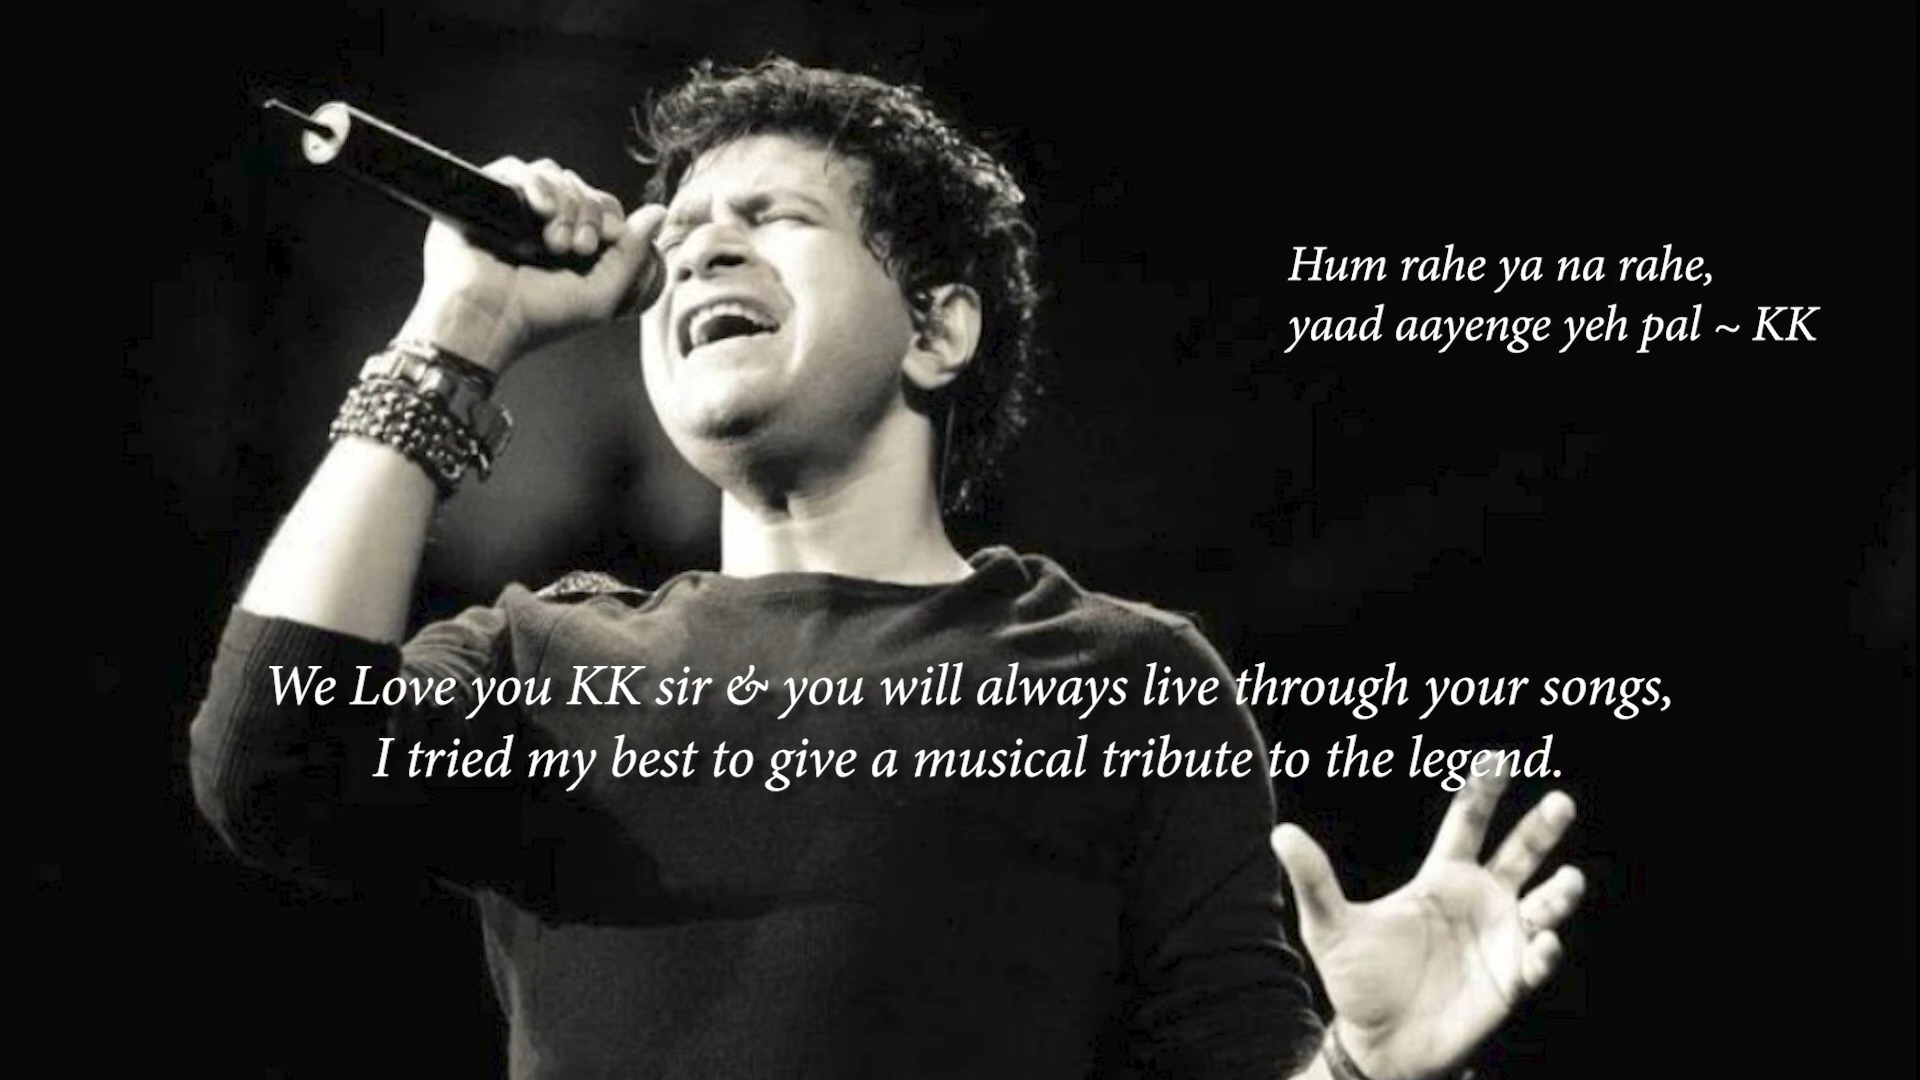 Hum rahe ya na rahe,
yaad aayenge yeh pal ~ KK
We Love you KK sir & you will always live through your songs,
I tried my best to give a musical tribute to the legend.